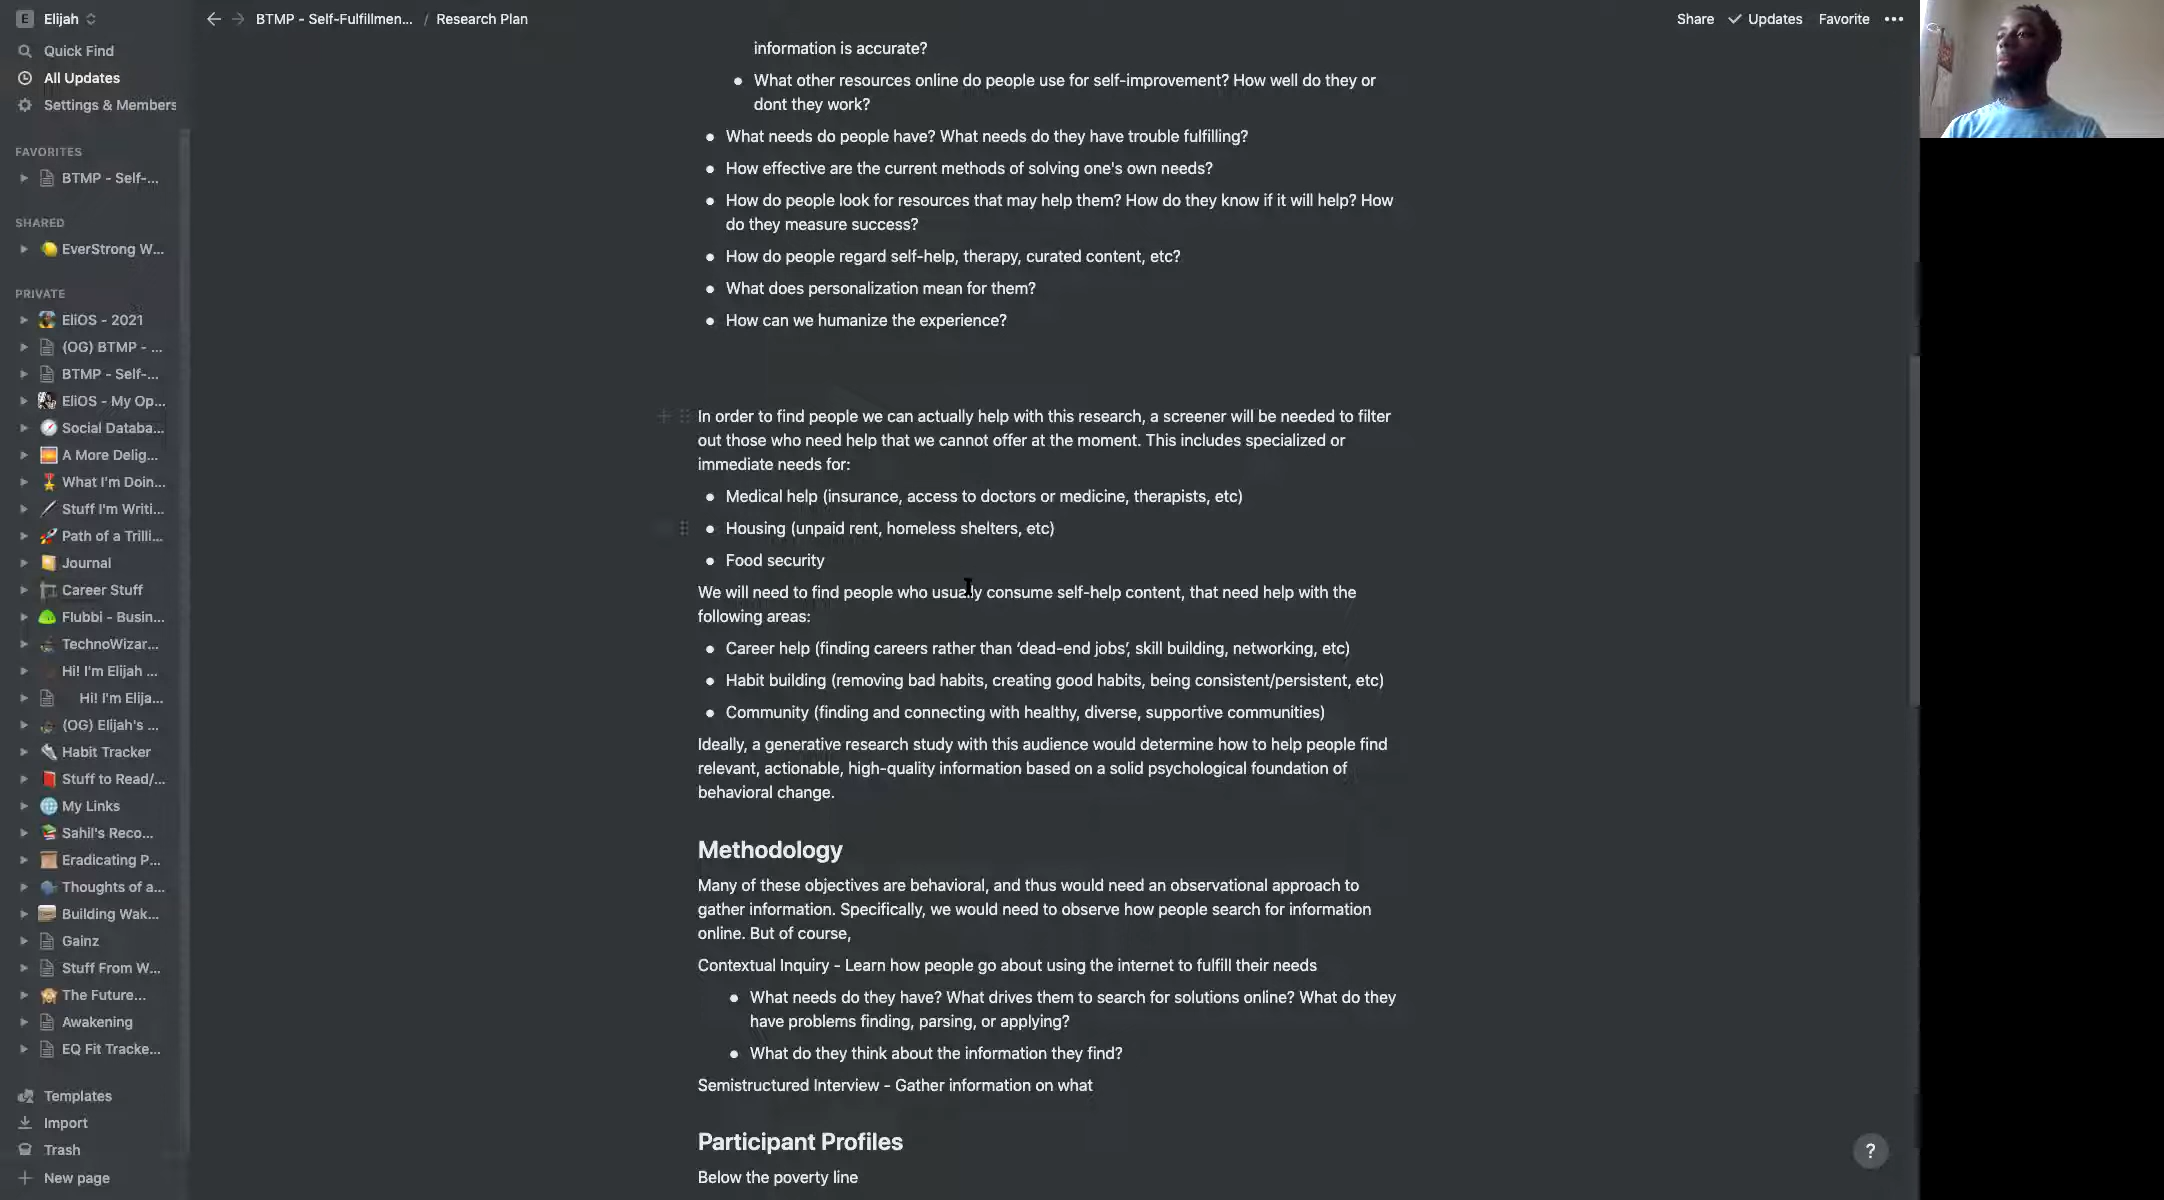 E Elijah
Quick Find
All Updates
Settings & Members
FAVORITES
BTMP - Self-...
SHARED
EverStrong W...
PRIVATE
EliOS - 2021
(OG) BTMP - ...
BTMP - Self-...
EliOS - My Op...
Social Databa...
A More Delig...
What I'm Doin...
Stuff I'm Writi...
Path of a Trilli...
Journal
Career Stuff
Flubbi - Busin...
TechnoWizar...
Hi! I'm Elijah ...
Hi! I'm Elija...
(OG) Elijah's ...
Habit Tracker
Stuff to Read/...
My Links
Sahil's Reco...
Eradicating P...
Thoughts of a...
Building Wak...
Gainz
Stuff From W...
The Future...
Awakening
EQ Fit Tracke...
Templates
Import
Trash
New page
BTMP - Self-Fulfillmen... / Research Plan
Share Updates Favorite
information is accurate?
What other resources online do people use for self-improvement? How well do they or
dont they work?
What needs do people have? What needs do they have trouble fulfilling?
How effective are the current methods of solving one's own needs?
How do people look for resources that may help them? How do they know if it will help? How
do they measure success?
How do people regard self-help, therapy, curated content, etc?
What does personalization mean for them?
How can we humanize the experience?
In order to find people we can actually help with this research, a screener will be needed to filter
out those who need help that we cannot offer at the moment. This includes specialized or
immediate needs for:
Medical help (insurance, access to doctors or medicine, therapists, etc)
Housing (unpaid rent, homeless shelters, etc)
Food security
We will need to find people who usually consume self-help content, that need help with the
following areas:
Career help (finding careers rather than ‘dead-end jobs’, skill building, networking, etc)
Habit building (removing bad habits, creating good habits, being consistent/persistent, etc)
Community (finding and connecting with healthy, diverse, supportive communities)
Ideally, a generative research study with this audience would determine how to help people find
relevant, actionable, high-quality information based on a solid psychological foundation of
behavioral change.
Methodology
Many of these objectives are behavioral, and thus would need an observational approach to
gather information. Specifically, we would need to observe how people search for information
online. But of course,
Contextual Inquiry - Learn how people go about using the internet to fulfill their needs
What needs do they have? What drives them to search for solutions online? What do they
have problems finding, parsing, or applying?
What do they think about the information they find?
Semistructured Interview - Gather information on what
Participant Profiles
Below the poverty line
?